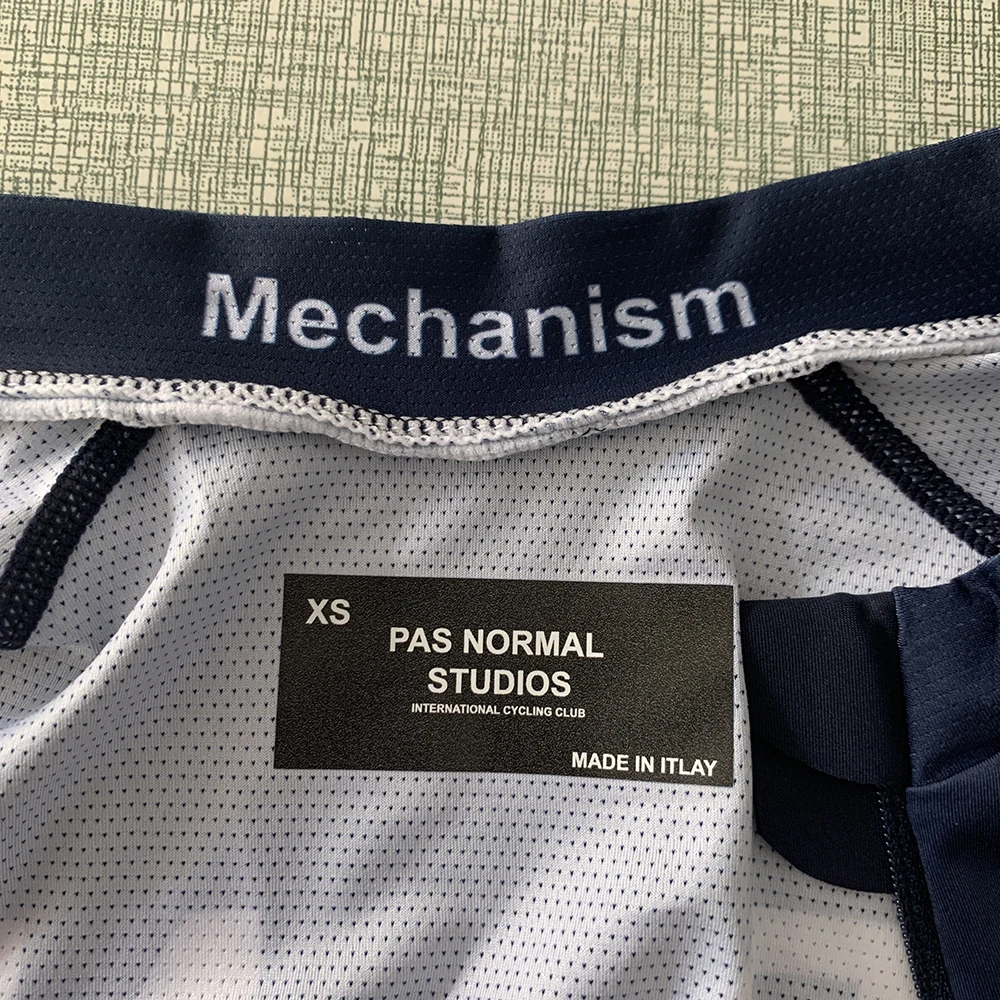 Mechanism
XS
PAS NORMAL
STUDIOS
INTERNATIONAL CYCLING CLUB
MADE IN ITLAY